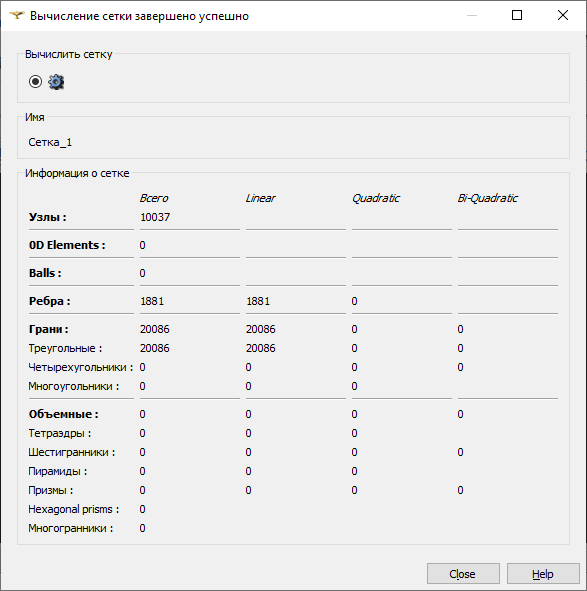 Вычисление сетки завершено успешно
Вычислить сетку
Имя
Сетка_1
Информация о сетке
Всего Linear Quadratic Bi-Quadratic
Узлы : 10037
0D Elements : 0
Balls : 0
Ребра : 1881 1881 0
Грани : 20086 20086 0 0
Треугольные : 20086 20086 0 0
Четырехугольники : 0 0 0 0
Многоугольники : 0 0 0
Объемные : 0 0 0 0
Тетраэдры : 0 0 0
Шестигранники : 0 0 0 0
Пирамиды : 0 0 0
Призмы : 0 0 0 0
Hexagonal prisms : 0
Многогранники : 0
Close Help